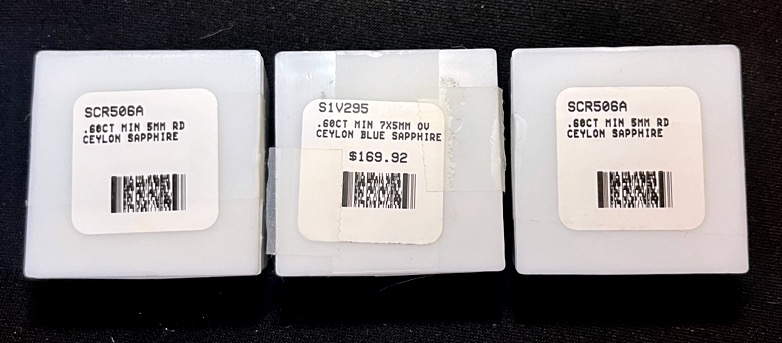 SCR506A
.60CT MIN 5MM RD
CEYLON SAPPHIRE
S1V295
.60CT MIN 7X5MM OV
CEYLON BLUE SAPPHIRE
$169.92
SCR506A
.60CT MIN 5MM RD
CEYLON SAPPHIRE